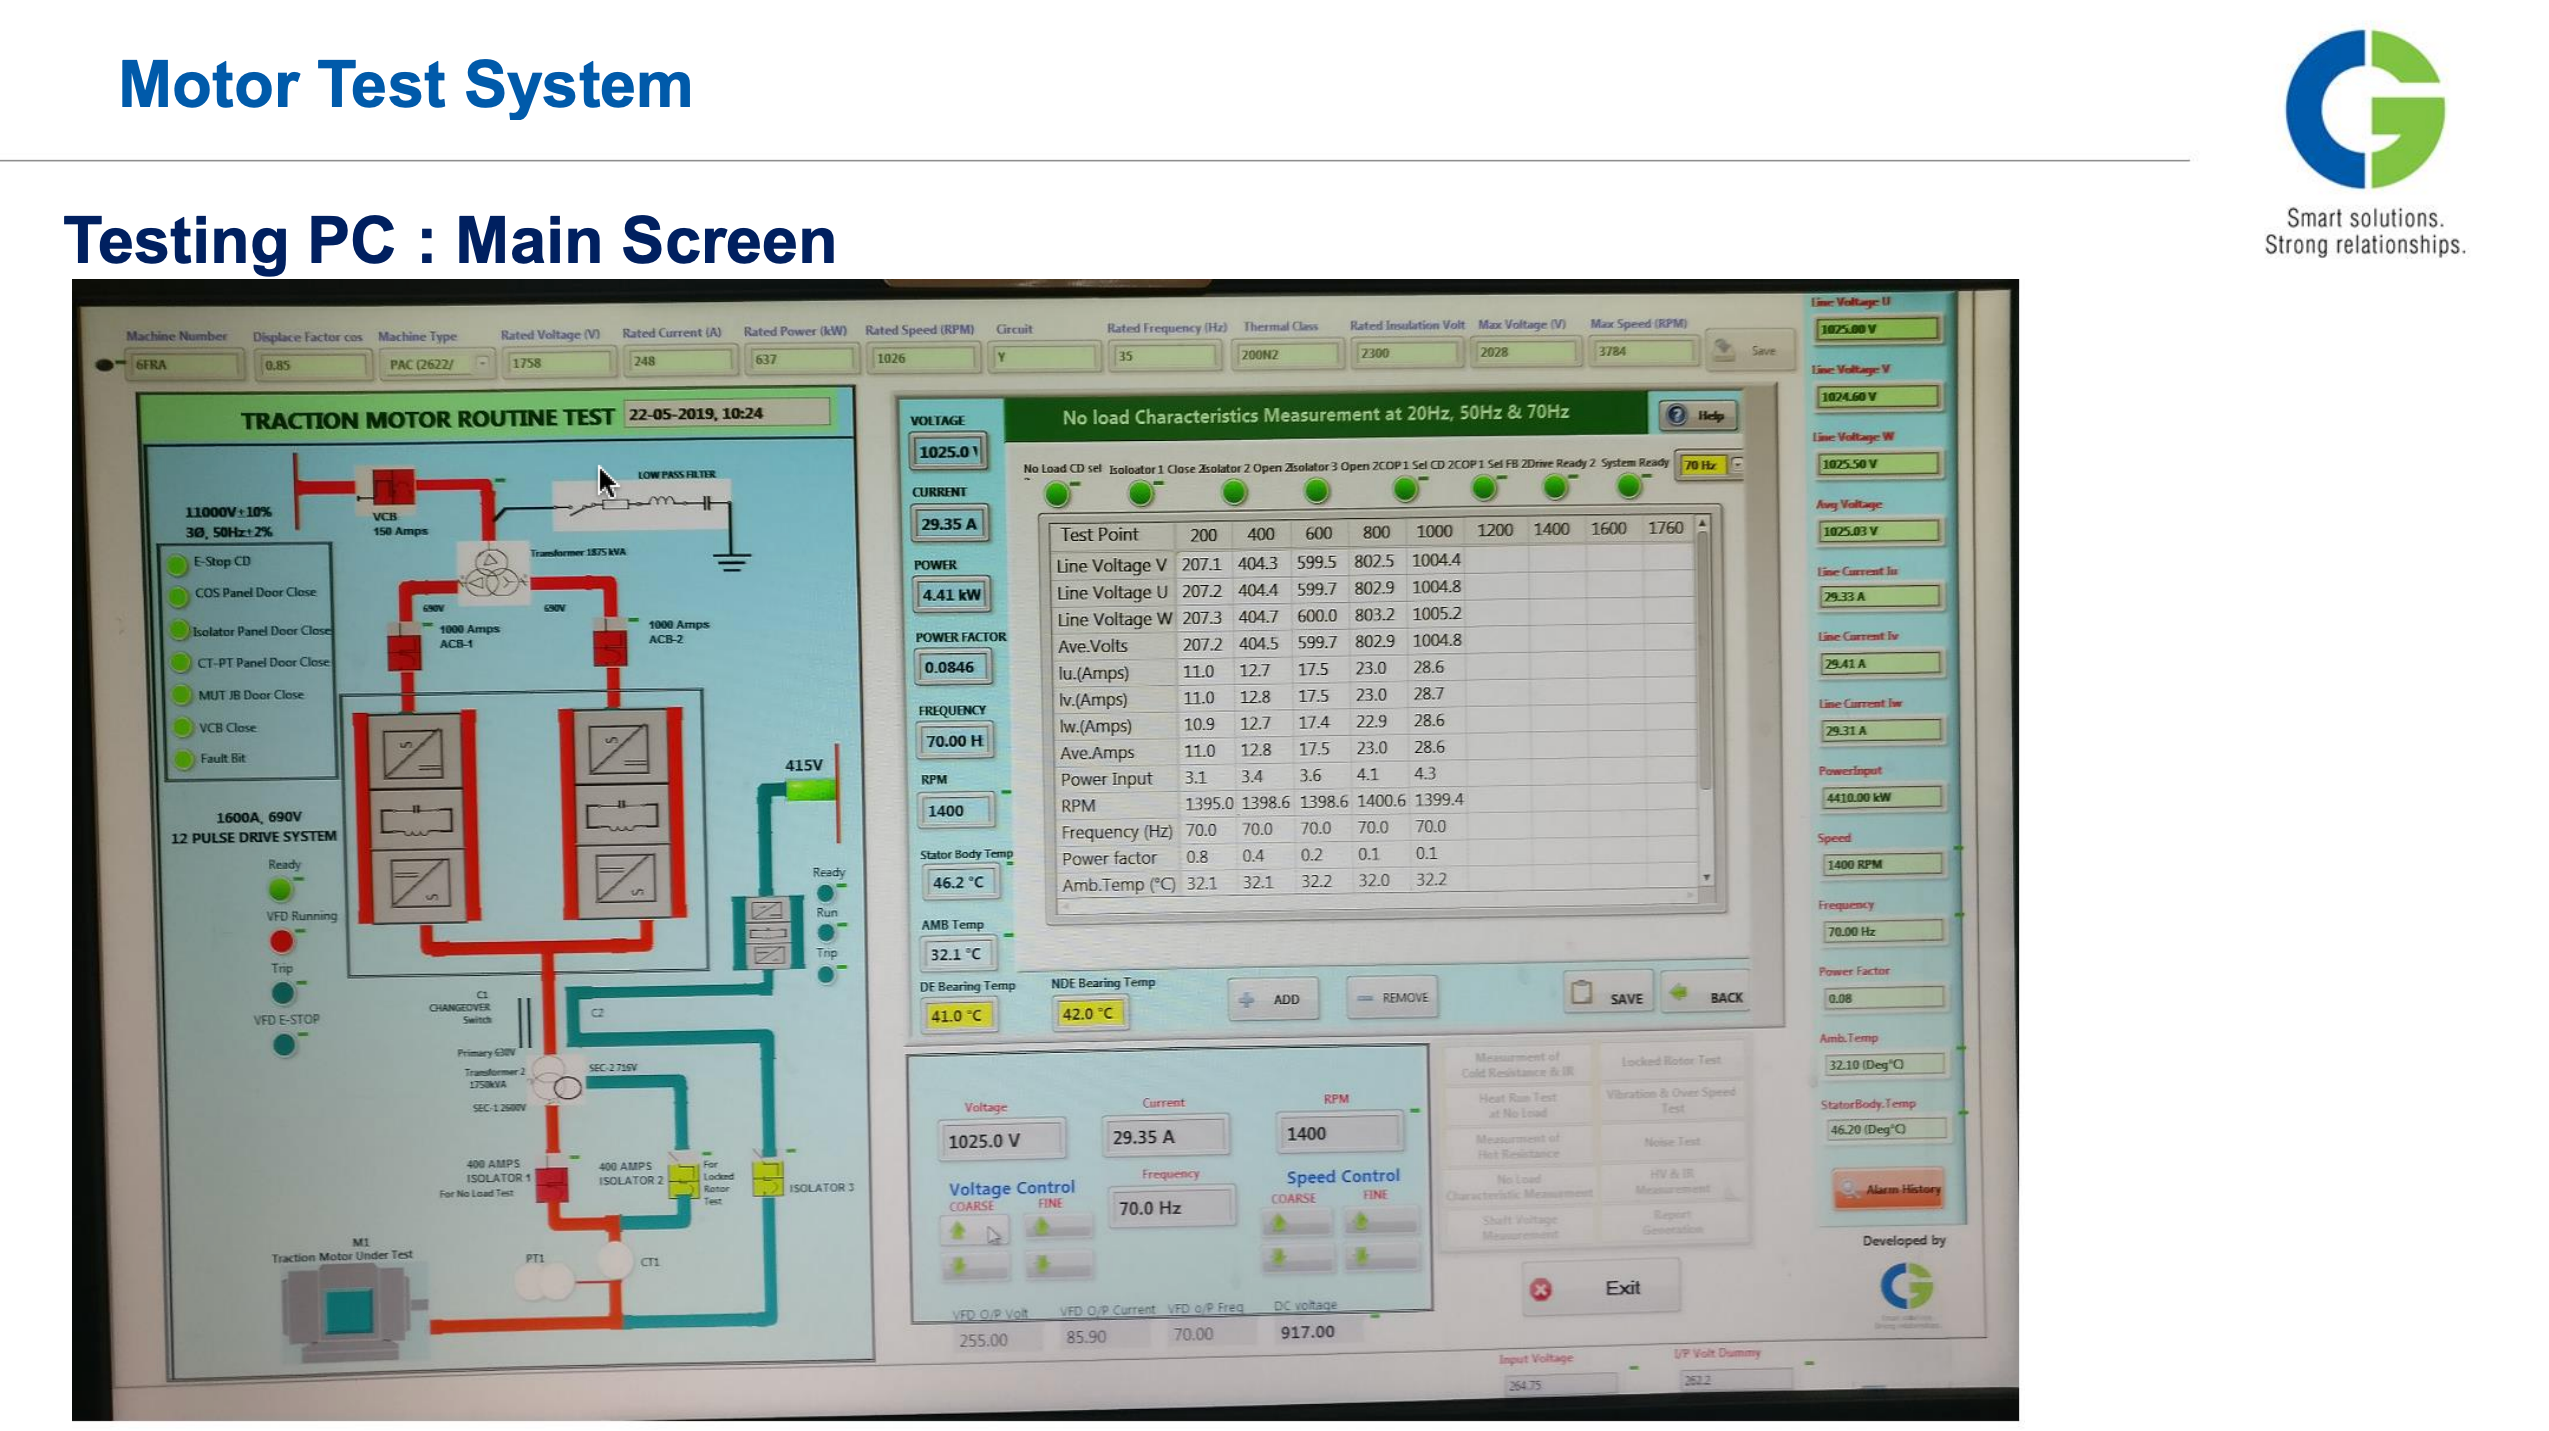 Motor Test System
Smart solutions.
Strong relationships.
Testing PC : Main Screen
Machine Number Displace Factor cos Machine Type Rated Voltage (V) Rated Current (A) Rated Power (kW) Rated Speed (RPM) Circuit Rated Frequency (Hz) Thermal Class Rated Insulation Volt Max Voltage (V) Max Speed (RPM)
6FRA 0.85 PAC (2622/ 1758 248 637 1026 Y 35 200N2 2300 2028 3784 Save
TRACTION MOTOR ROUTINE TEST 22-05-2019, 10:24
11000V±10%
3Ø, 50Hz±2%
VCB
150 Amps
LOW PASS FILTER
Transformer 1875 kVA
E-Stop CD
COS Panel Door Close
Isolator Panel Door Close
CT-PT Panel Door Close
MUT JB Door Close
VCB Close
Fault Bit
690V 690V
1000 Amps
ACB-1
1000 Amps
ACB-2
1600A, 690V
12 PULSE DRIVE SYSTEM
Ready
VFD Running
Trip
VFD E-STOP
415V
Ready
Run
Trip
C1
CHANGEOVER
Switch
C2
Primary 630V
Transformer 2
1750kVA
SEC-1 2600V
SEC-2 716V
400 AMPS
ISOLATOR 1
For No Load Test
400 AMPS
ISOLATOR 2
For
Locked
Rotor
Test
ISOLATOR 3
M1
Traction Motor Under Test
PT1
CT1
VOLTAGE
1025.0 V
CURRENT
29.35 A
POWER
4.41 kW
POWER FACTOR
0.0846
FREQUENCY
70.00 H
RPM
1400
Stator Body Temp
46.2 °C
AMB Temp
32.1 °C
DE Bearing Temp
41.0 °C
NDE Bearing Temp
42.0 °C
No load Characteristics Measurement at 20Hz, 50Hz & 70Hz
Help
No Load CD sel Isoloator 1 Close 2 Isolator 2 Open 2 Isolator 3 Open 2 COP1 Sel CD 2 COP1 Sel FB 2 Drive Ready 2 System Ready 70 Hz
Test Point 200 400 600 800 1000 1200 1400 1600 1760
Line Voltage V 207.1 404.3 599.5 802.5 1004.4
Line Voltage U 207.2 404.4 599.7 802.9 1004.8
Line Voltage W 207.3 404.7 600.0 803.2 1005.2
Ave.Volts 207.2 404.5 599.7 802.9 1004.8
Iu.(Amps) 11.0 12.7 17.5 23.0 28.6
Iv.(Amps) 11.0 12.8 17.5 23.0 28.7
Iw.(Amps) 10.9 12.7 17.4 22.9 28.6
Ave.Amps 11.0 12.8 17.5 23.0 28.6
Power Input 3.1 3.4 3.6 4.1 4.3
RPM 1395.0 1398.6 1398.6 1400.6 1399.4
Frequency (Hz) 70.0 70.0 70.0 70.0 70.0
Power factor 0.8 0.4 0.2 0.1 0.1
Amb.Temp (°C) 32.1 32.1 32.2 32.0 32.2
ADD REMOVE SAVE BACK
Voltage
1025.0 V
Current
29.35 A
RPM
1400
Frequency
70.0 Hz
Voltage Control
COARSE FINE
Speed Control
COARSE FINE
VFD O/P Volt VFD O/P Current VFD o/P Freq DC voltage
255.00 85.90 70.00 917.00
Measurment of
Cold Resistance & IR
Locked Rotor Test
Heat Run Test
at No Load
Vibration & Over Speed
Test
Measurment of
Hot Resistance
Noise Test
No Load
Characteristic Measurment
HV & IR
Measurement
Shaft Voltage
Measurement
Report
Generation
Exit
Input Voltage
264.75
I/P Volt Dummy
262.2
Line Voltage U
1025.00 V
Line Voltage V
1024.60 V
Line Voltage W
1025.50 V
Avg Voltage
1025.03 V
Line Current Iu
29.33 A
Line Current Iv
29.41 A
Line Current Iw
29.31 A
PowerInput
4410.00 kW
Speed
1400 RPM
Frequency
70.00 Hz
Power Factor
0.08
Amb.Temp
32.10 (Deg°C)
StatorBody.Temp
46.20 (Deg°C)
Alarm History
Developed by